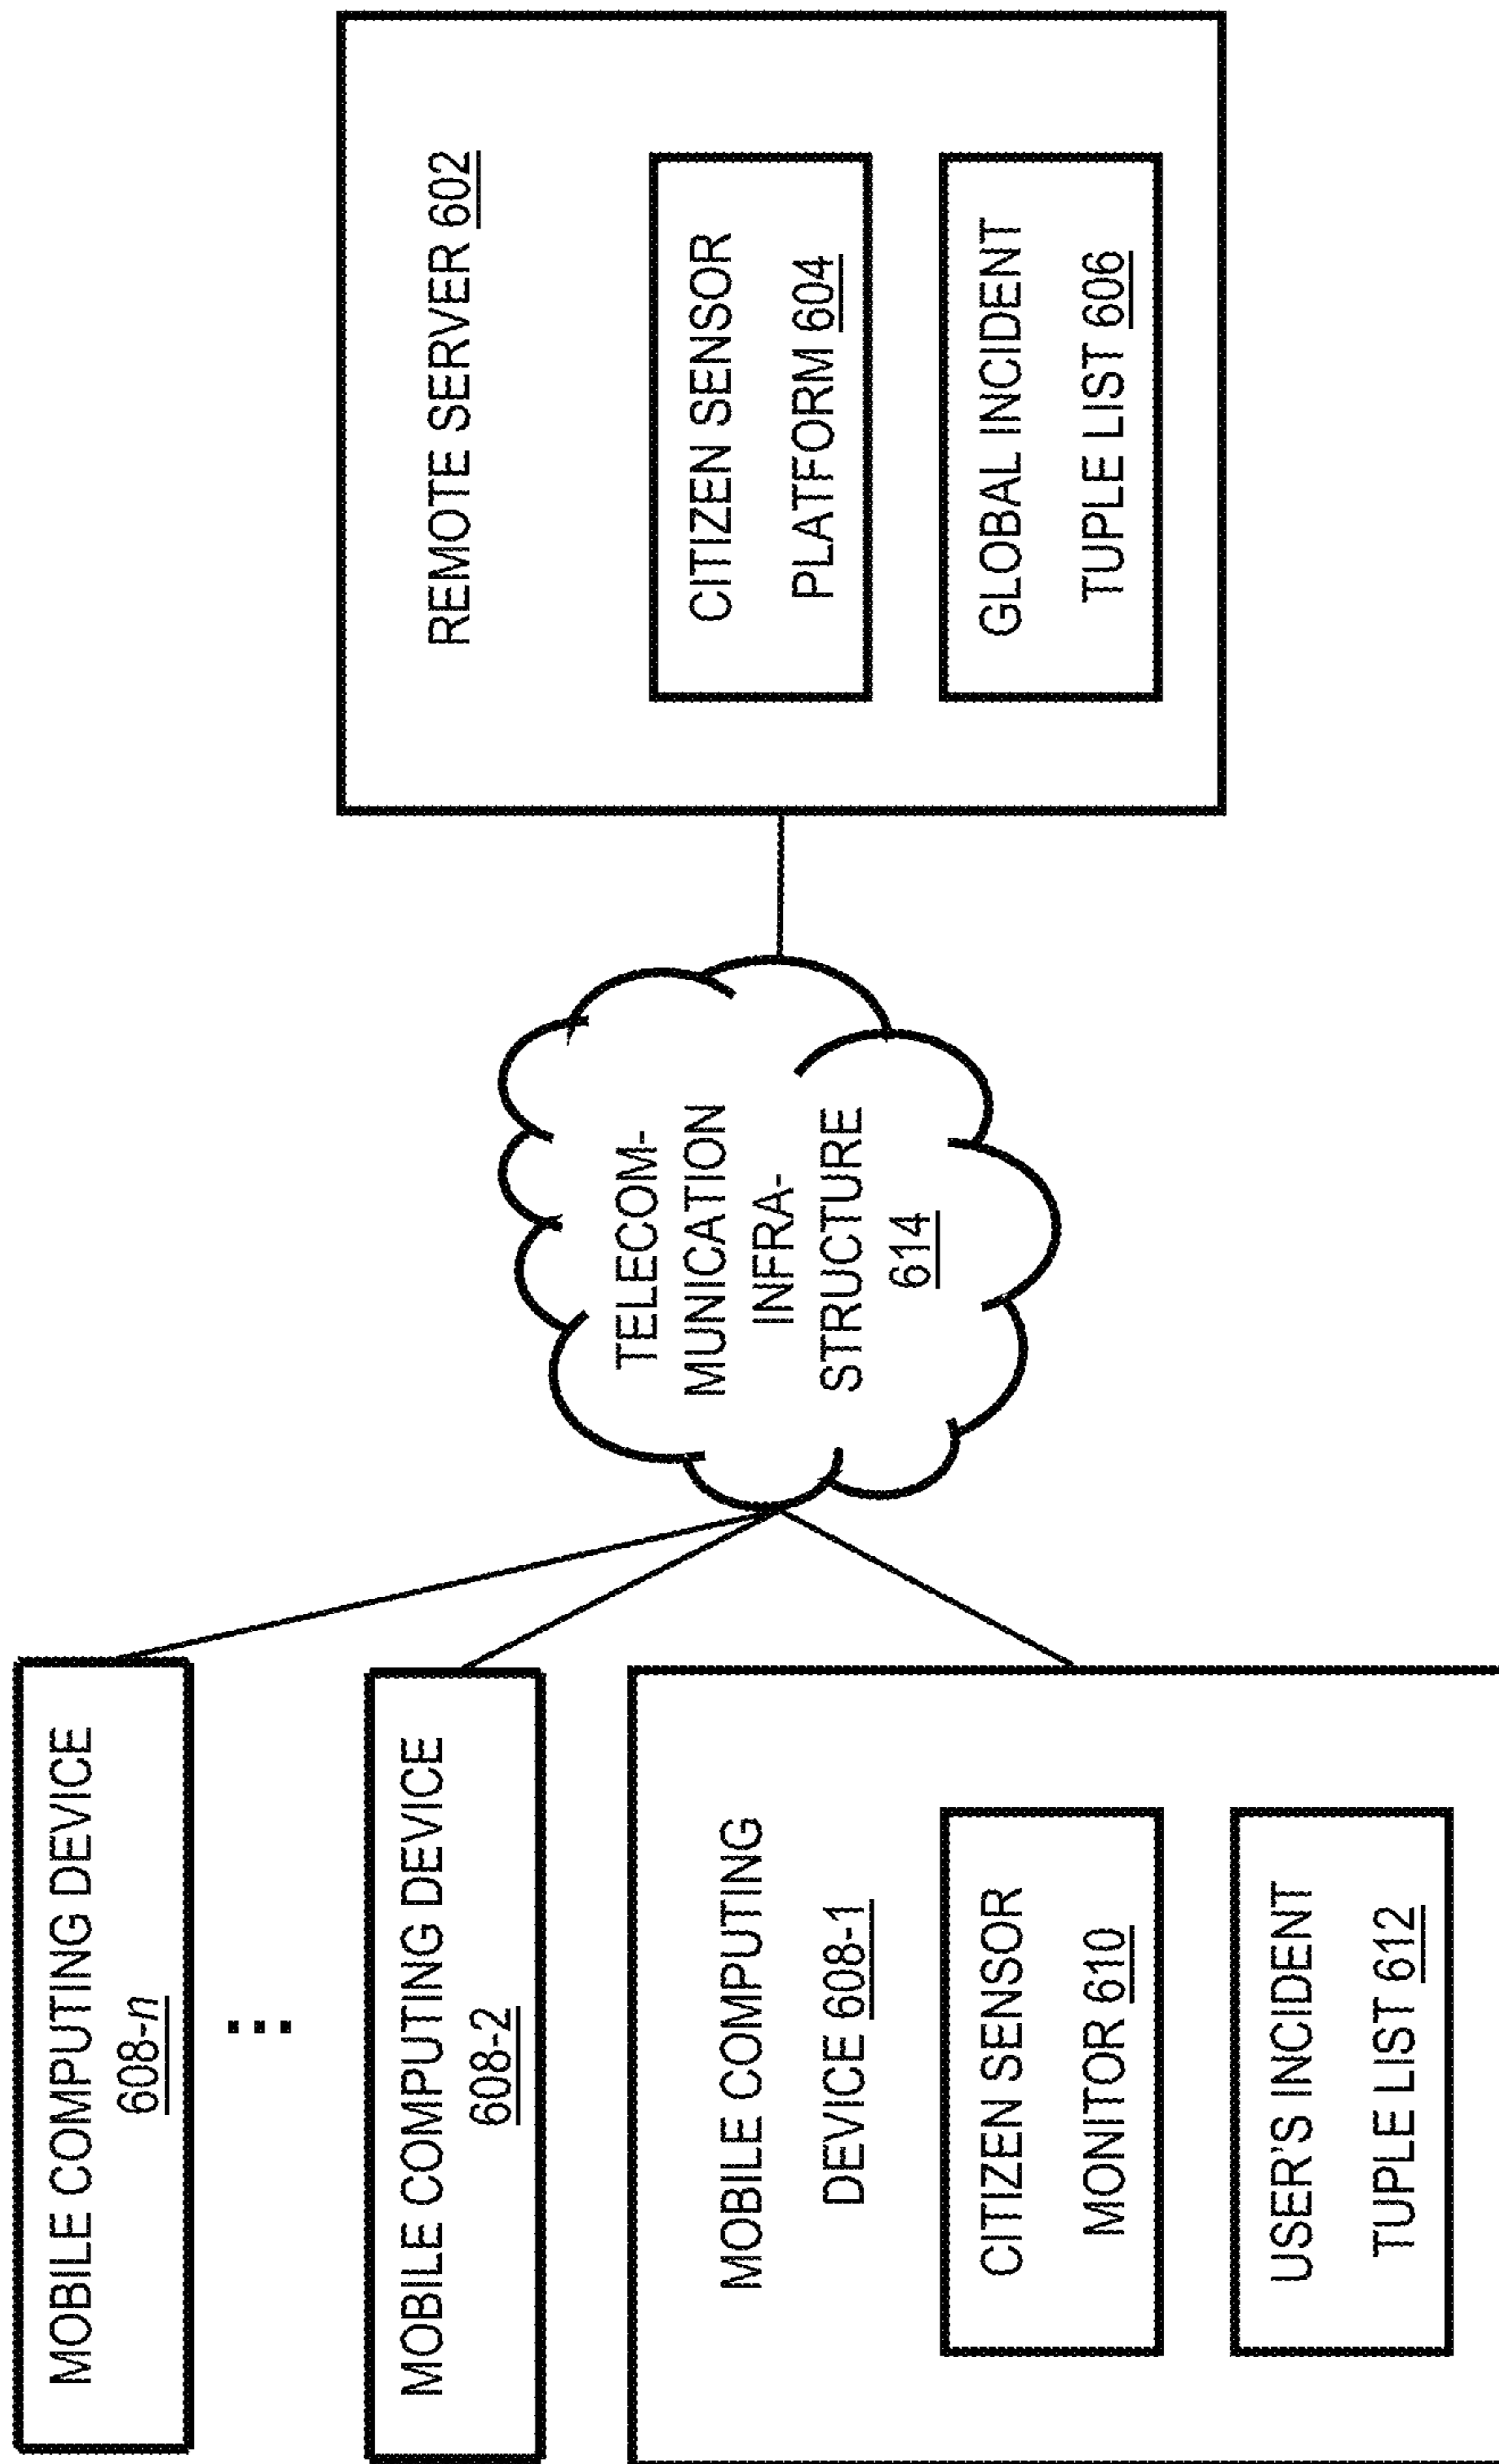 MOBILE COMPUTING DEVICE
608-n
⋮
MOBILE COMPUTING DEVICE
608-2
MOBILE COMPUTING
DEVICE 608-1
CITIZEN SENSOR
MONITOR 610
USER'S INCIDENT
TUPLE LIST 612
TELECOM-
MUNICATION
INFRA-
STRUCTURE
614
REMOTE SERVER 602
CITIZEN SENSOR
PLATFORM 604
GLOBAL INCIDENT
TUPLE LIST 606